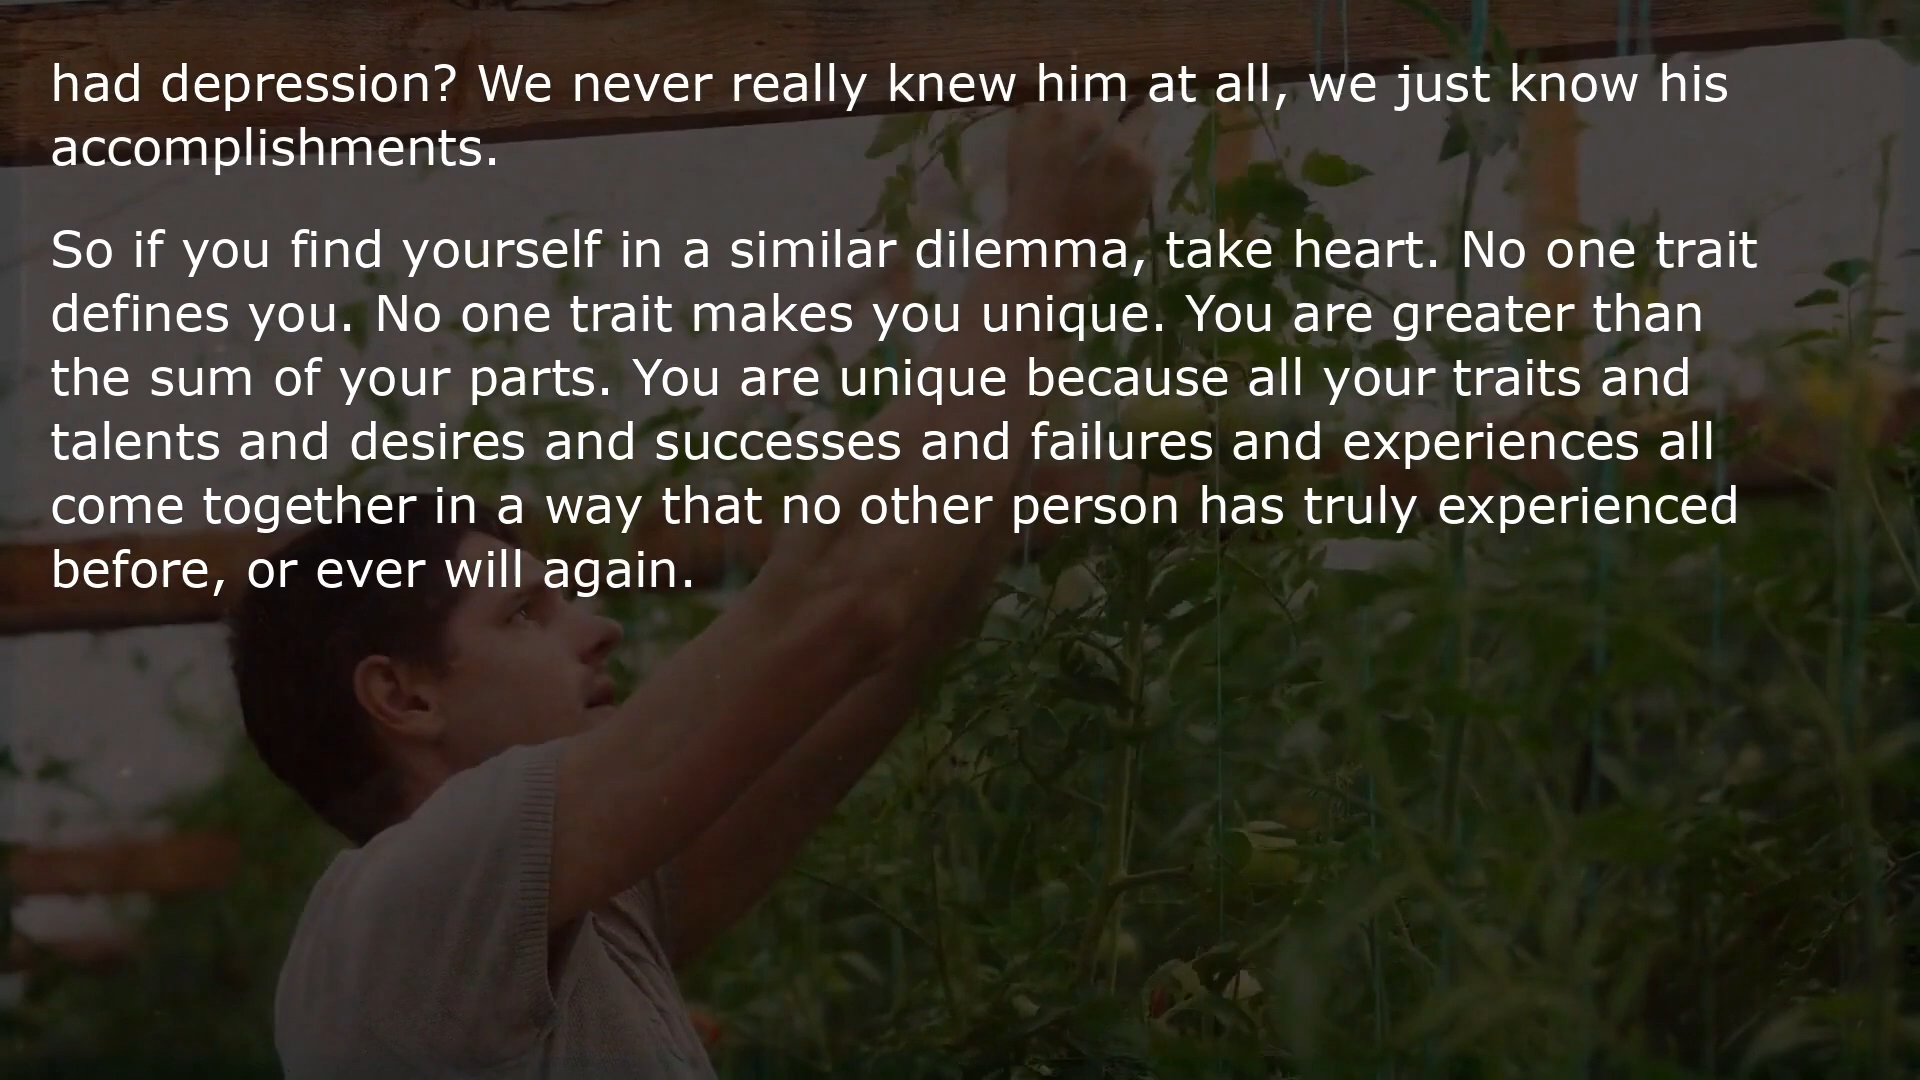 had depression? We never really knew him at all, we just know his
accomplishments.
So if you find yourself in a similar dilemma, take heart. No one trait
defines you. No one trait makes you unique. You are greater than
the sum of your parts. You are unique because all your traits and
talents and desires and successes and failures and experiences all
come together in a way that no other person has truly experienced
before, or ever will again.